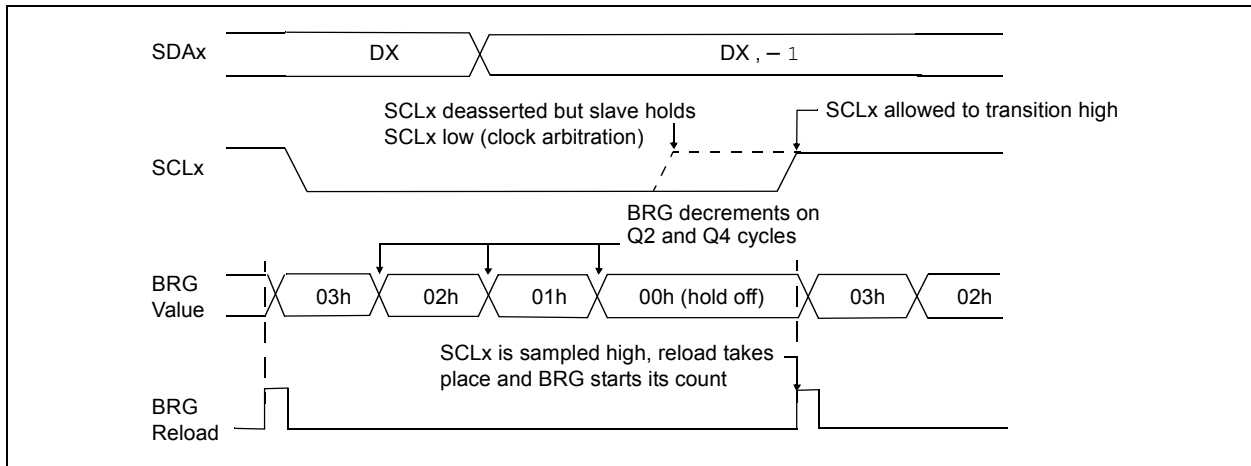 SDAx
DX
DX , – 1
SCLx deasserted but slave holds
SCLx low (clock arbitration)
SCLx allowed to transition high
SCLx
BRG decrements on
Q2 and Q4 cycles
BRG
Value
03h
02h
01h
00h (hold off)
03h
02h
SCLx is sampled high, reload takes
place and BRG starts its count
BRG
Reload